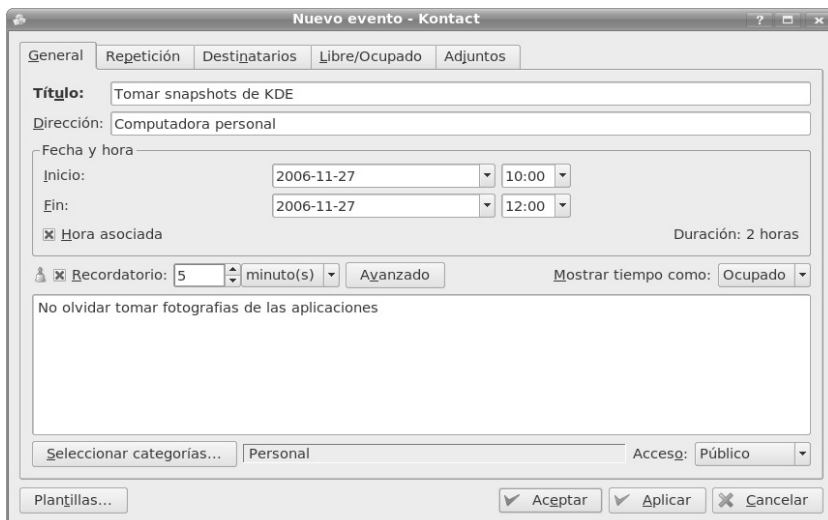 Nuevo evento - Kontact
General Repetición Destinatarios Libre/Ocupado Adjuntos
Título: Tomar snapshots de KDE
Dirección: Computadora personal
Fecha y hora
Inicio: 2006-11-27 10:00
Fin: 2006-11-27 12:00
Hora asociada Duración: 2 horas
Recordatorio: 5 minuto(s) Avanzado Mostrar tiempo como: Ocupado
No olvidar tomar fotografias de las aplicaciones
Seleccionar categorías... Personal Acceso: Público
Plantillas... Aceptar Aplicar Cancelar